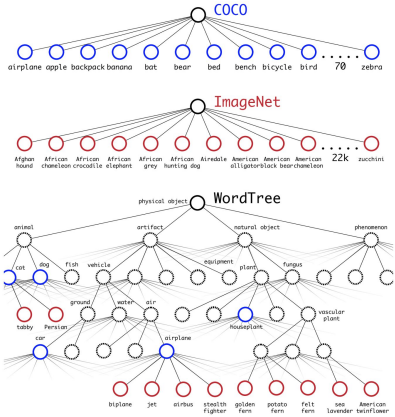 COCO
airplane apple backpack banana bat bear bed bench bicycle bird 70 zebra
ImageNet
Afghan hound
African chameleon
African crocodile
African elephant
African grey
African hunting dog
Airedale
American alligator
American black bear
American chameleon
22k
zucchini
physical object
WordTree
animal artifact natural object phenomenon
cat dog fish vehicle equipment plant fungus
ground water air
tabby Persian houseplant vascular plant
car airplane
biplane
jet
airbus
stealth fighter
golden fern
potato fern
felt fern
sea lavender
American twinflower